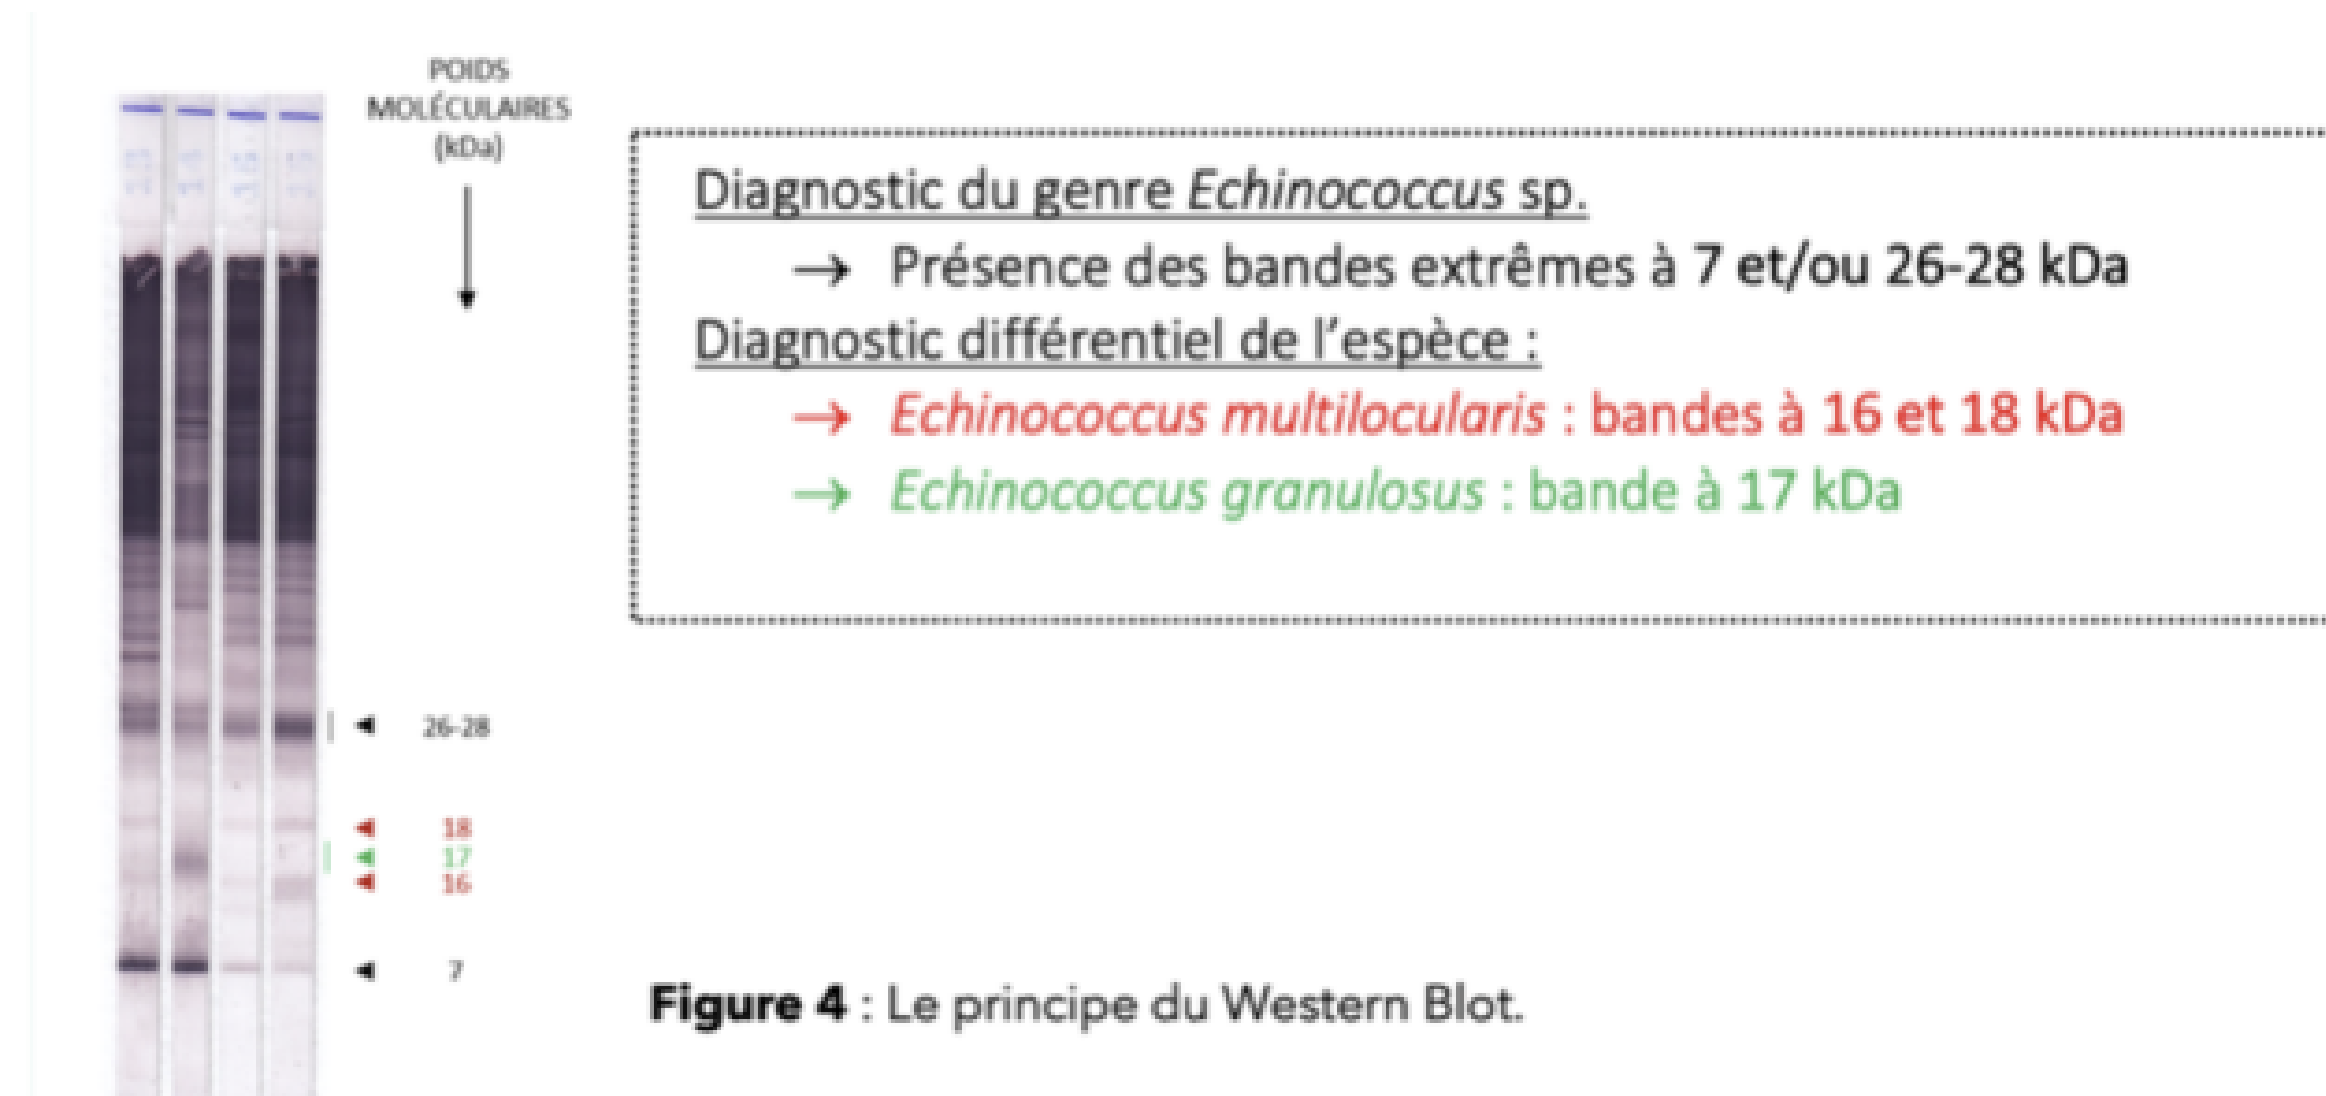 POIDS
MOLÉCULAIRES
(kDa)
Diagnostic du genre Echinococcus sp.
→ Présence des bandes extrêmes à 7 et/ou 26-28 kDa
Diagnostic différentiel de l'espèce :
→ Echinococcus multilocularis : bandes à 16 et 18 kDa
→ Echinococcus granulosus : bande à 17 kDa
26-28
18
17
16
7
Figure 4 : Le principe du Western Blot.